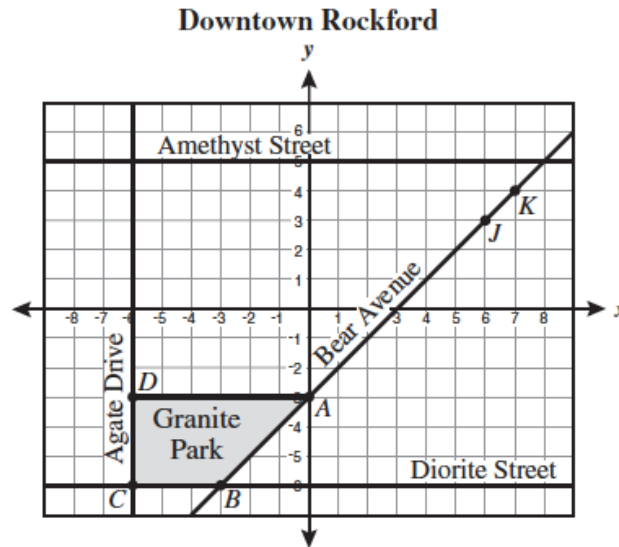 Downtown Rockford
y
6
Amethyst Street
5
4
K
3
J
2
1
Bear Avenue
-8 -7 -6 -5 -4 -3 -2 -1 1 3 4 5 6 7 8 x
-1
-2
Agate Drive
D
-3
A
Granite
Park
-4
-5
Diorite Street
C
B